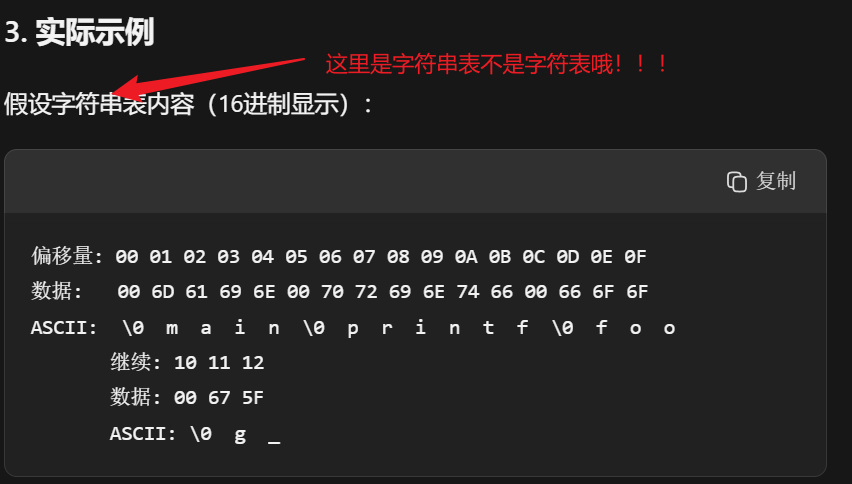 3. 实际示例
这里是字符串表不是字符表哦！！！
假设字符串表内容（16进制显示）：
复制
偏移量: 00 01 02 03 04 05 06 07 08 09 0A 0B 0C 0D 0E 0F
数据: 00 6D 61 69 6E 00 70 72 69 6E 74 66 00 66 6F 6F
ASCII: \0 m a i n \0 p r i n t f \0 f o o
继续: 10 11 12
数据: 00 67 5F
ASCII: \0 g _